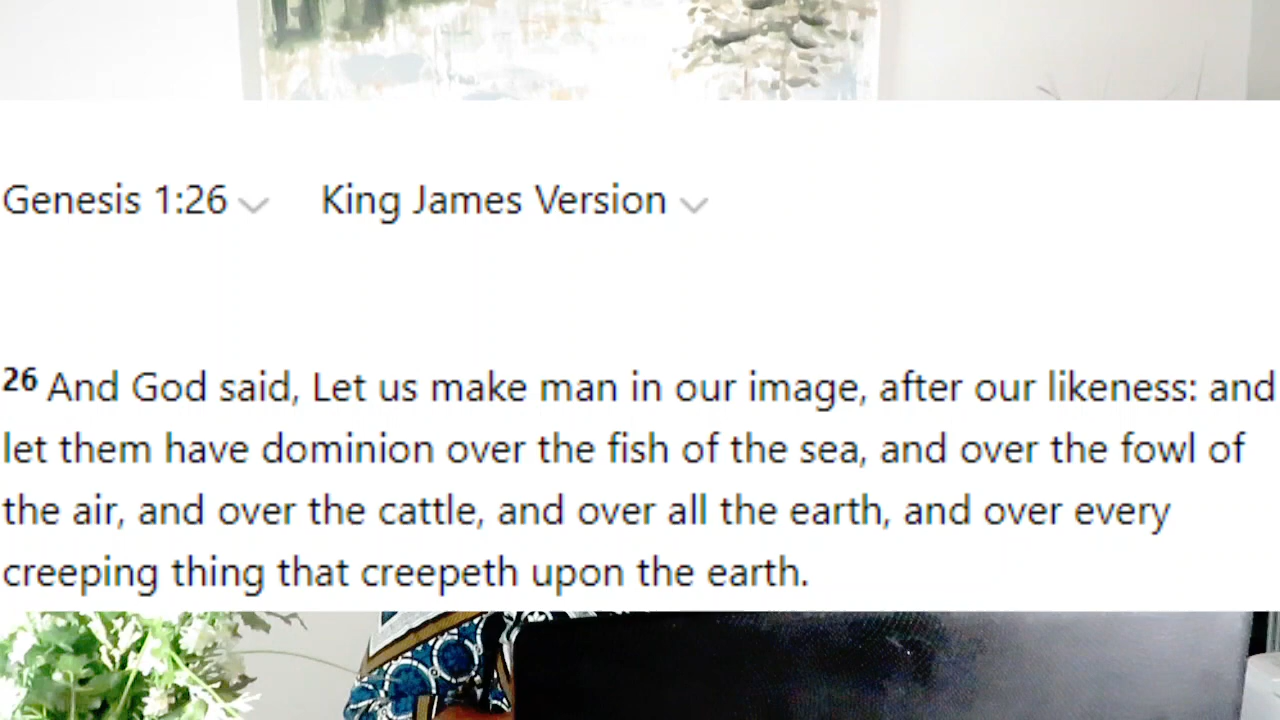 Genesis 1:26 King James Version
26 And God said, Let us make man in our image, after our likeness: and
let them have dominion over the fish of the sea, and over the fowl of
the air, and over the cattle, and over all the earth, and over every
creeping thing that creepeth upon the earth.